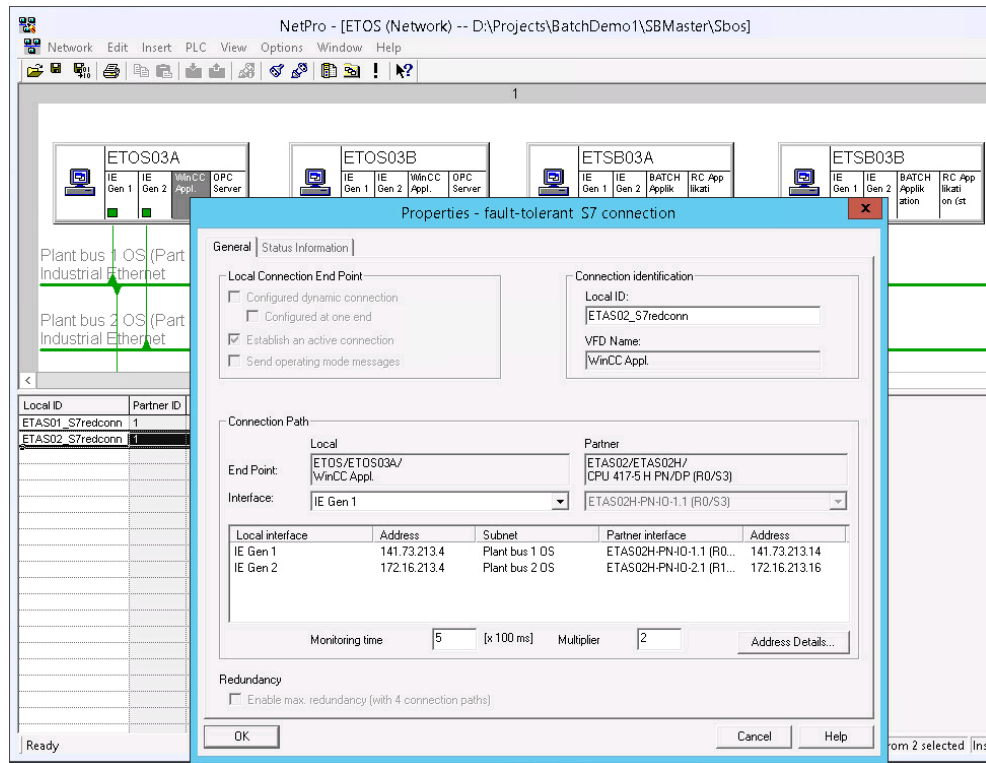 NetPro - [ETOS (Network) -- D:\Projects\BatchDemo1\SBMaster\Sbos]
Network Edit Insert PLC View Options Window Help
1
ETOS03A
IE Gen 1
IE Gen 2
WinCC Appl.
OPC Server
ETOS03B
IE Gen 1
IE Gen 2
WinCC Appl.
OPC Server
ETSB03A
IE Gen 1
IE Gen 2
BATCH Applik
RC App likati
ETSB03B
IE Gen 1
IE Gen 2
BATCH Applik ation
RC App likati on (st
Plant bus 1 OS (Part
Industrial Ethernet
Plant bus 2 OS (Part
Industrial Ethernet
Local ID Partner ID
ETAS01_S7redconn 1
ETAS02_S7redconn 1
Properties - fault-tolerant S7 connection
x
General Status Information
Local Connection End Point
Configured dynamic connection
Configured at one end
Establish an active connection
Send operating mode messages
Connection identification
Local ID:
ETAS02_S7redconn
VFD Name:
WinCC Appl.
Connection Path
Local Partner
End Point:
ETOS/ETOS03A/
WinCC Appl.
ETAS02/ETAS02H/
CPU 417-5 H PN/DP (R0/S3)
Interface: IE Gen 1 ETAS02H-PN-IO-1.1 (R0/S3)
Local interface Address Subnet Partner interface Address
IE Gen 1 141.73.213.4 Plant bus 1 OS ETAS02H-PN-IO-1.1 (R0... 141.73.213.14
IE Gen 2 172.16.213.4 Plant bus 2 OS ETAS02H-PN-IO-2.1 (R1... 172.16.213.16
Monitoring time 5 [x 100 ms] Multiplier 2 Address Details...
Redundancy
Enable max. redundancy (with 4 connection paths)
OK Cancel Help
Ready
rom 2 selected Ins